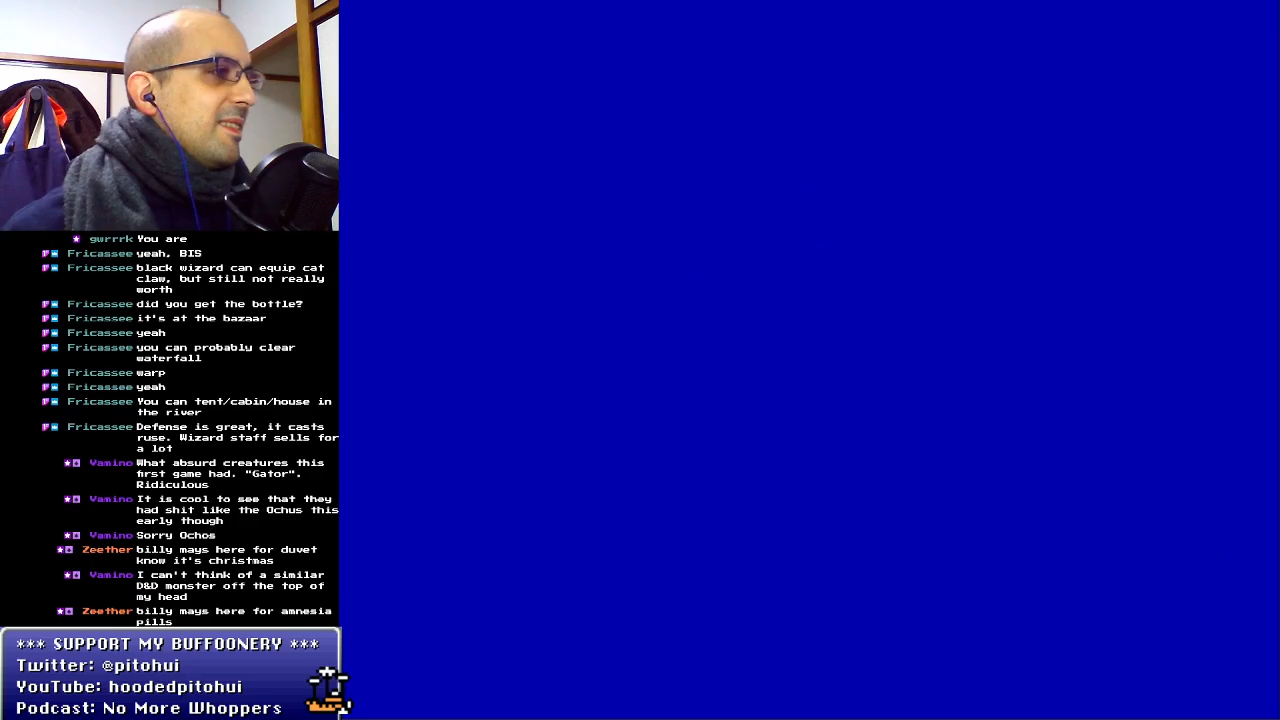 gwrrrk You are
Fricassee yeah, BIS
Fricassee black wizard can equip cat
claw, but still not really
worth
Fricassee did you get the bottle?
Fricassee it's at the bazaar
Fricassee yeah
Fricassee you can probably clear
waterfall
Fricassee warp
Fricassee yeah
Fricassee You can tent/cabin/house in
the river
Fricassee Defense is great, it casts
ruse. Wizard staff sells for
a lot
Vamino What absurd creatures this
first game had. "Gator".
Ridiculous
Vamino It is cool to see that they
had shit like the Ochus this
early though
Vamino Sorry Ochos
Zeether billy mays here for duvet
know it's christmas
Vamino I can't think of a similar
D&D monster off the top of
my head
Zeether billy mays here for amnesia
pills
*** SUPPORT MY BUFFOONERY ***
Twitter: @pitohui
YouTube: hoodedpitohui
Podcast: No More Whoppers